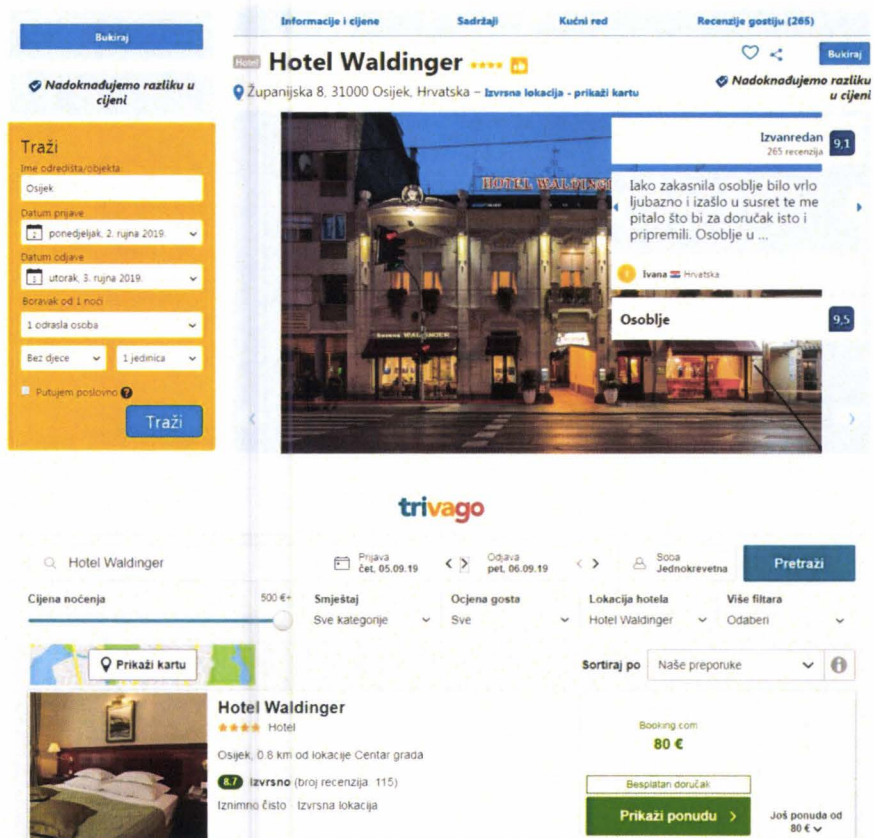 Bukiraj
Nadoknađujemo razliku u
cijeni
Traži
Ime odredišta/objekta:
Osijek
Datum prijave
ponedjeljak, 2. rujna 2019.
Datum odjave
utorak, 3. rujna 2019.
Boravak od 1 noći
1 odrasla osoba
Bez djece
1 jedinica
Putujem poslovno
Traži
Informacije i cijene
Sadržaji
Kućni red
Recenzije gostiju (265)
Hotel
Hotel Waldinger
Bukiraj
Županijska 8, 31000 Osijek, Hrvatska – Izvrsna lokacija - prikaži kartu
Nadoknađujemo razliku
u cijeni
HOTEL WALDINGER
Izvanredan
265 recenzija
9,1
Iako zakasnila osoblje bilo vrlo
ljubazno i izašlo u susret te me
pitalo što bi za doručak isto i
pripremili. Osoblje u ...
Ivana Hrvatska
Osoblje
9,5
trivago
Hotel Waldinger
Prijava
čet, 05.09.19
Odjava
pet, 06.09.19
Soba
Jednokrevetna
Pretraži
Cijena noćenja
500 €+
Smještaj
Sve kategorije
Ocjena gosta
Sve
Lokacija hotela
Hotel Waldinger
Više filtara
Odaberi
Prikaži kartu
Sortiraj po
Naše preporuke
Hotel Waldinger
Hotel
Osijek, 0.8 km od lokacije Centar grada
8.7 Izvrsno (broj recenzija: 115)
Iznimno čisto · Izvrsna lokacija
Booking.com
80 €
Besplatan doručak
Prikaži ponudu
Još ponuda od
80 €